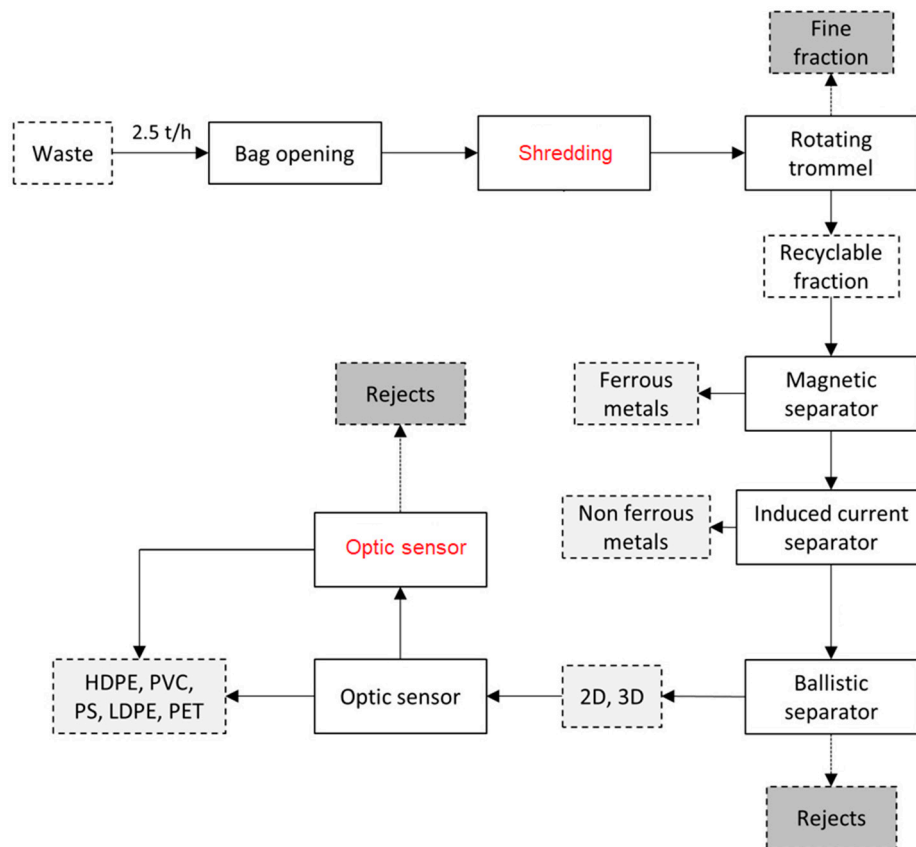 Fine
fraction
2.5 t/h
Waste
Bag opening
Shredding
Rotating
trommel
Recyclable
fraction
Ferrous
metals
Magnetic
separator
Rejects
Non ferrous
metals
Induced current
separator
Optic sensor
HDPE, PVC,
PS, LDPE, PET
Optic sensor
2D, 3D
Ballistic
separator
Rejects